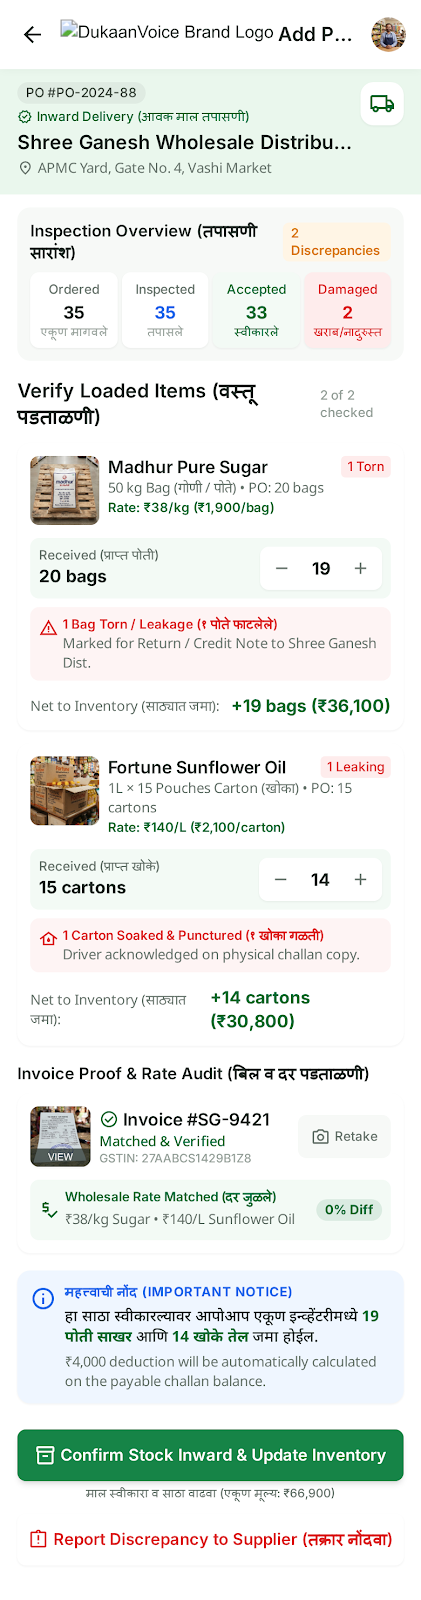 DukaanVoice Brand Logo Add P...
PO #PO-2024-88
Inward Delivery (आवक माल तपासणी)
Shree Ganesh Wholesale Distribu...
APMC Yard, Gate No. 4, Vashi Market
Inspection Overview (तपासणी
सारांश)
2
Discrepancies
Ordered
35
एकूण मागवले
Inspected
35
तपासले
Accepted
33
स्वीकारले
Damaged
2
खराब/नादुरुस्त
Verify Loaded Items (वस्तू
पडताळणी)
2 of 2
checked
Madhur Pure Sugar
1 Torn
50 kg Bag (गोणी / पोते) • PO: 20 bags
Rate: ₹38/kg (₹1,900/bag)
Received (प्राप्त पोती)
20 bags
− 19 +
1 Bag Torn / Leakage (१ पोते फाटलेले)
Marked for Return / Credit Note to Shree Ganesh
Dist.
Net to Inventory (साठ्यात जमा): +19 bags (₹36,100)
Fortune Sunflower Oil
1 Leaking
1L × 15 Pouches Carton (खोका) • PO: 15
cartons
Rate: ₹140/L (₹2,100/carton)
Received (प्राप्त खोके)
15 cartons
− 14 +
1 Carton Soaked & Punctured (१ खोका गळती)
Driver acknowledged on physical challan copy.
Net to Inventory (साठ्यात
जमा):
+14 cartons
(₹30,800)
Invoice Proof & Rate Audit (बिल व दर पडताळणी)
VIEW
Invoice #SG-9421
Matched & Verified
GSTIN: 27AABCS1429B1Z8
Retake
Wholesale Rate Matched (दर जुळले)
₹38/kg Sugar • ₹140/L Sunflower Oil
0% Diff
महत्त्वाची नोंद (IMPORTANT NOTICE)
हा साठा स्वीकारल्यावर आपोआप एकूण इन्व्हेंटरीमध्ये 19
पोती साखर आणि 14 खोके तेल जमा होईल.
₹4,000 deduction will be automatically calculated
on the payable challan balance.
Confirm Stock Inward & Update Inventory
माल स्वीकारा व साठा वाढवा (एकूण मूल्य: ₹66,900)
Report Discrepancy to Supplier (तक्रार नोंदवा)